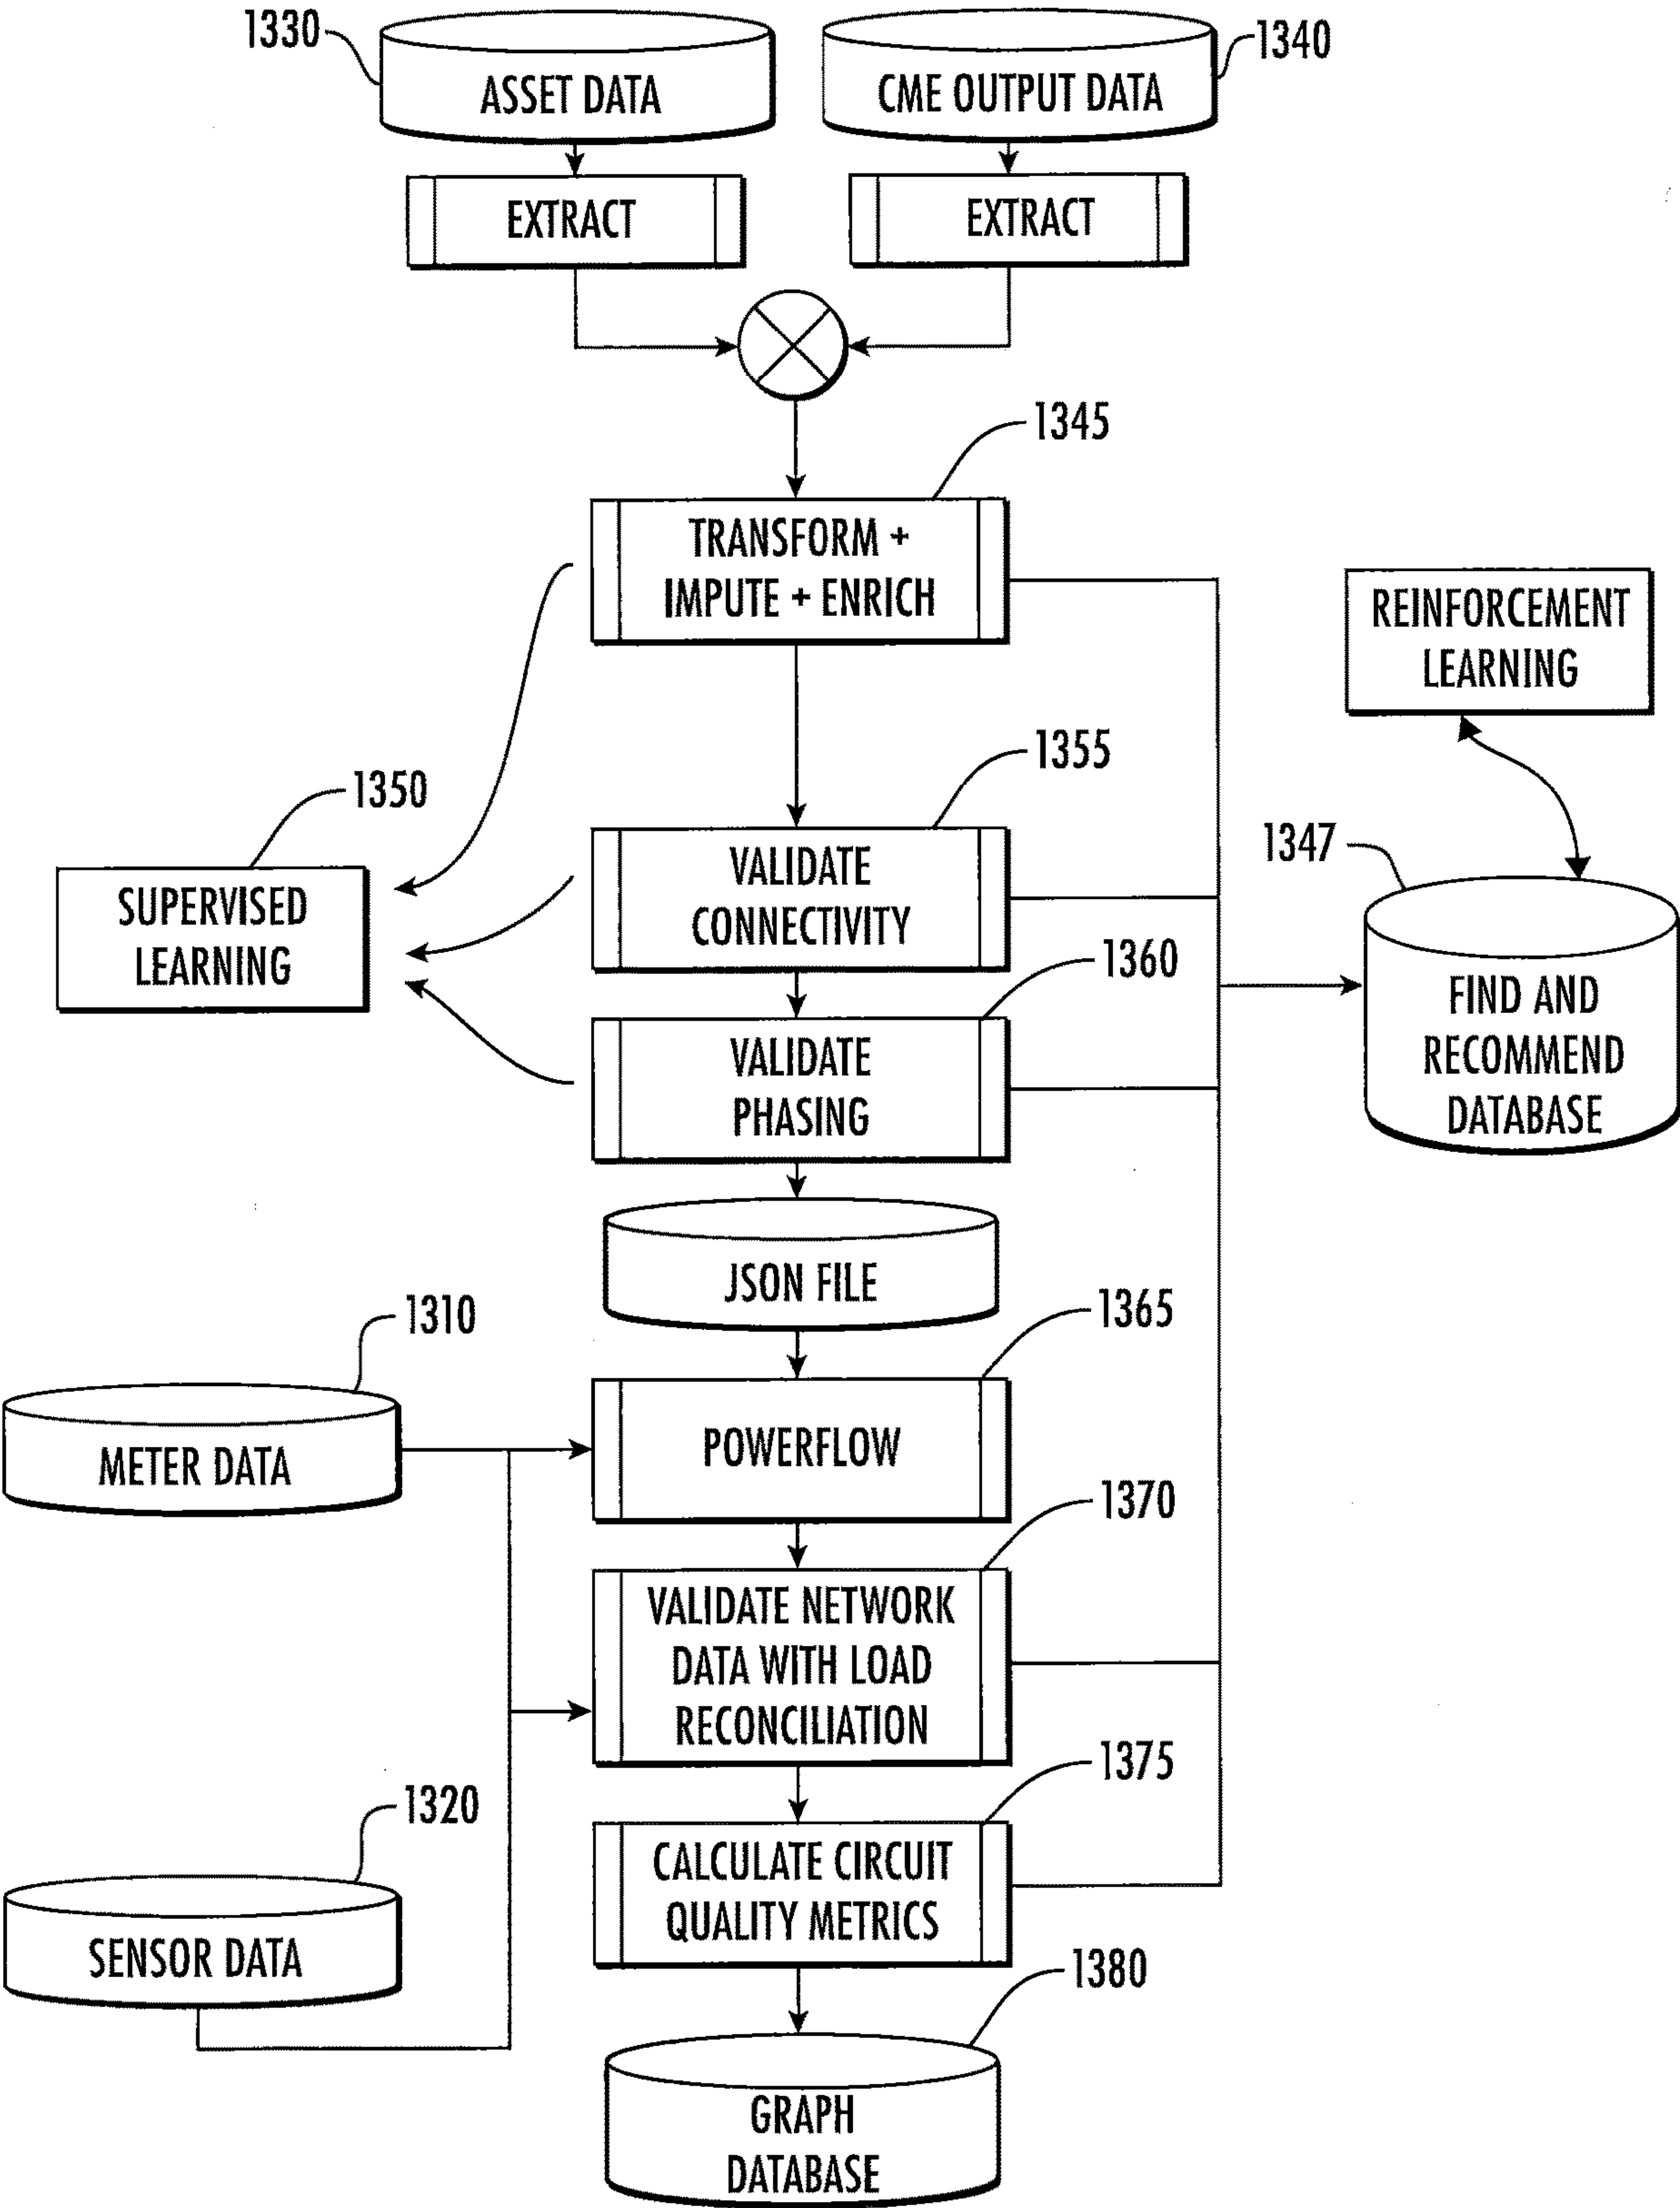 1330
ASSET DATA
CME OUTPUT DATA
1340
EXTRACT
EXTRACT
1345
TRANSFORM +
IMPUTE + ENRICH
REINFORCEMENT
LEARNING
1355
1350
1347
SUPERVISED
LEARNING
VALIDATE
CONNECTIVITY
1360
FIND AND
RECOMMEND
DATABASE
VALIDATE
PHASING
JSON FILE
1310
1365
METER DATA
POWERFLOW
1370
VALIDATE NETWORK
DATA WITH LOAD
RECONCILIATION
1375
1320
CALCULATE CIRCUIT
QUALITY METRICS
SENSOR DATA
1380
GRAPH
DATABASE